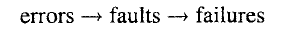 errors → faults → failures